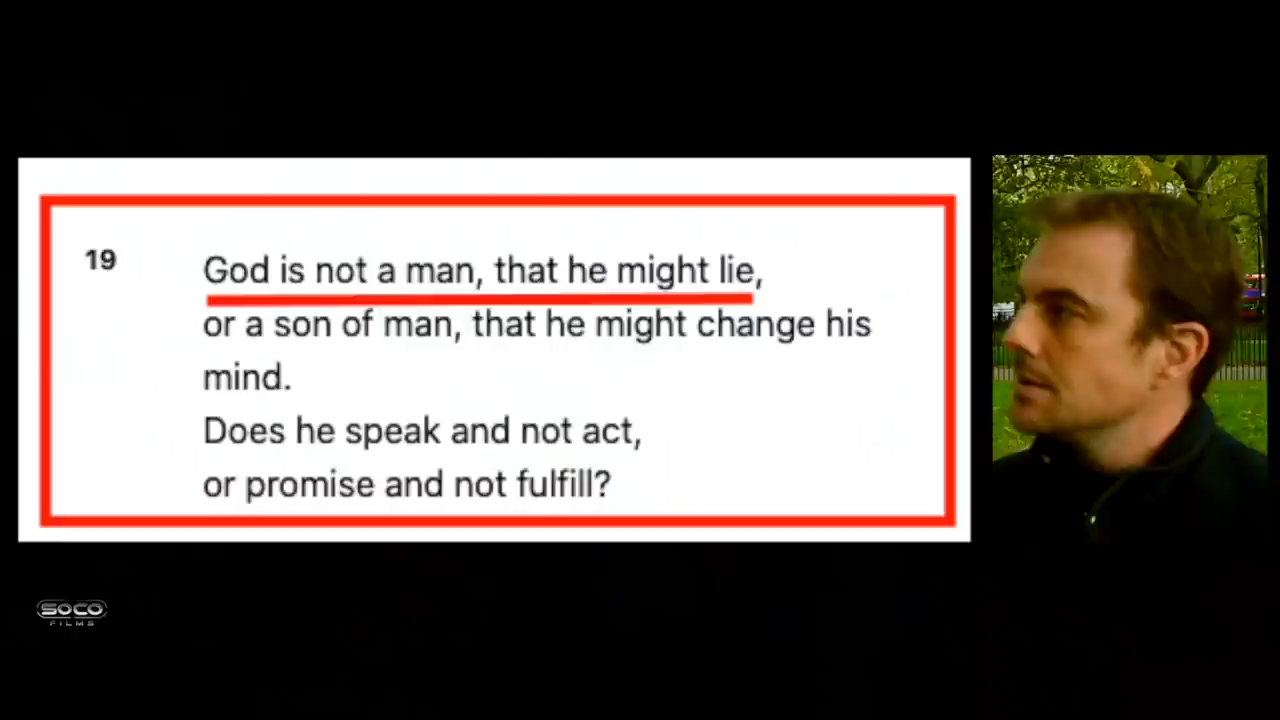 19
God is not a man, that he might lie,
or a son of man, that he might change his
mind.
Does he speak and not act,
or promise and not fulfill?
SOCO
FILMS